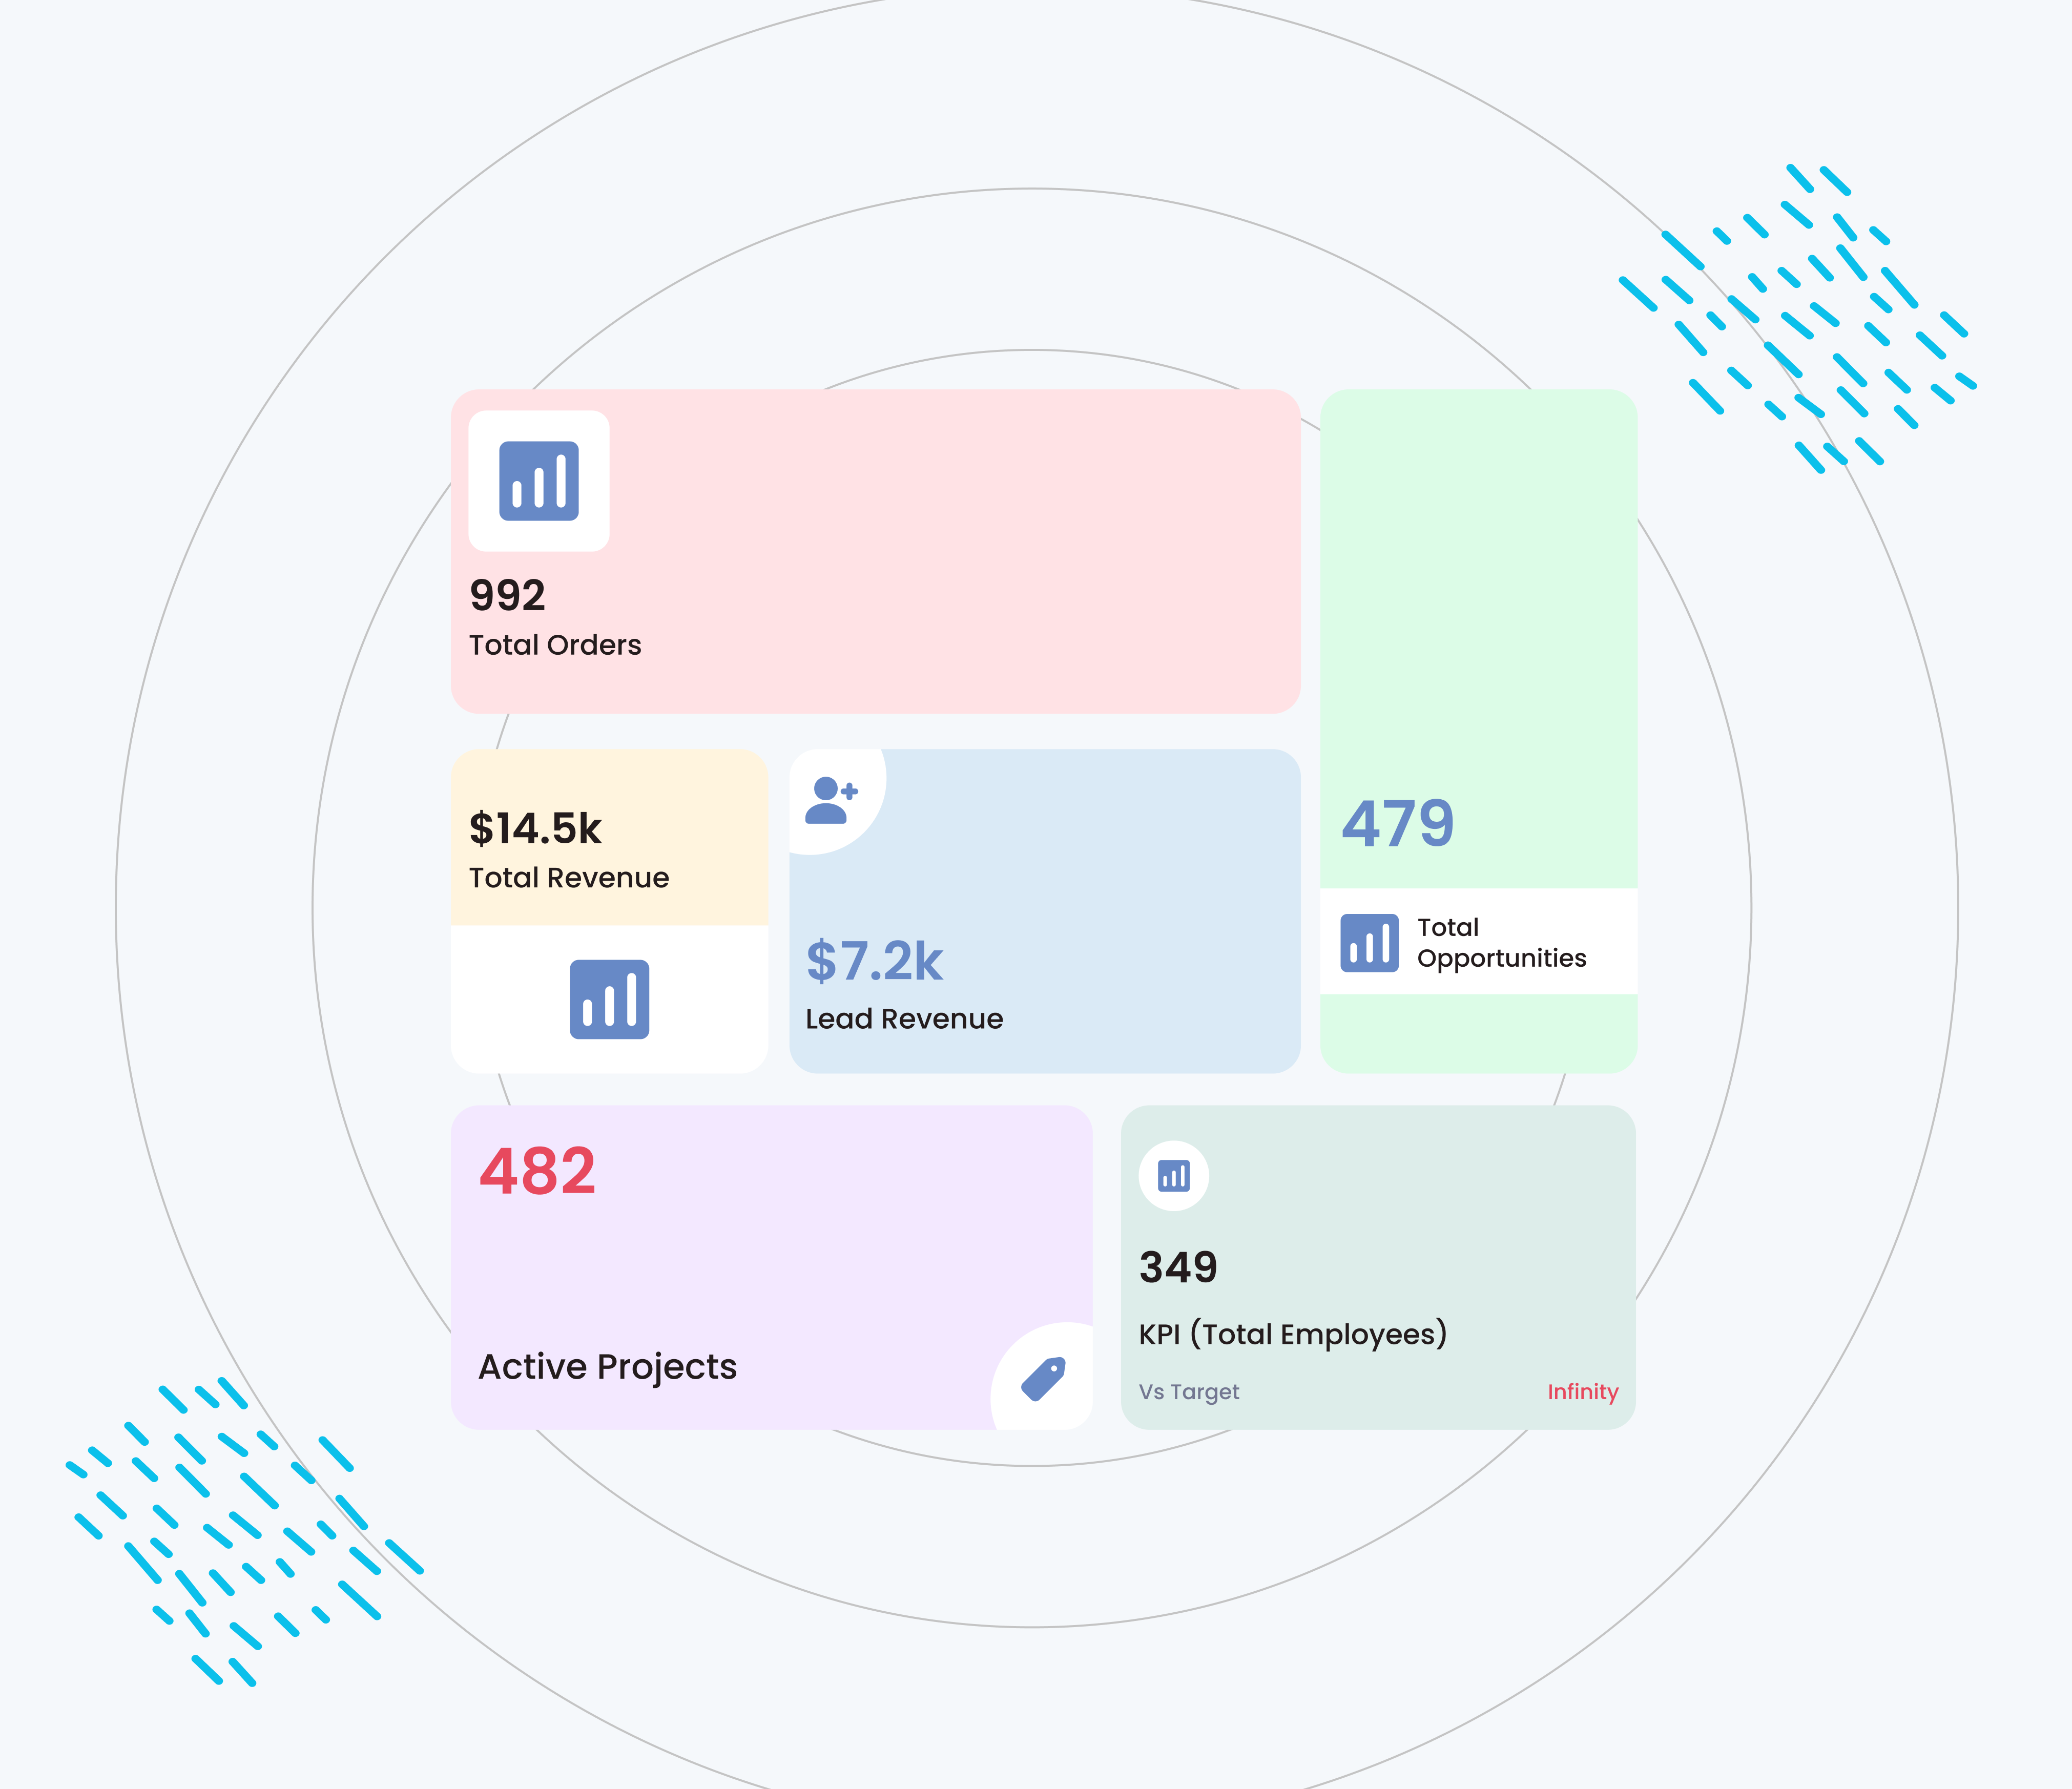 992
Total Orders
479
Total
Opportunities
$14.5k
Total Revenue
$7.2k
Lead Revenue
482
Active Projects
349
KPI (Total Employees)
Vs Target
Infinity